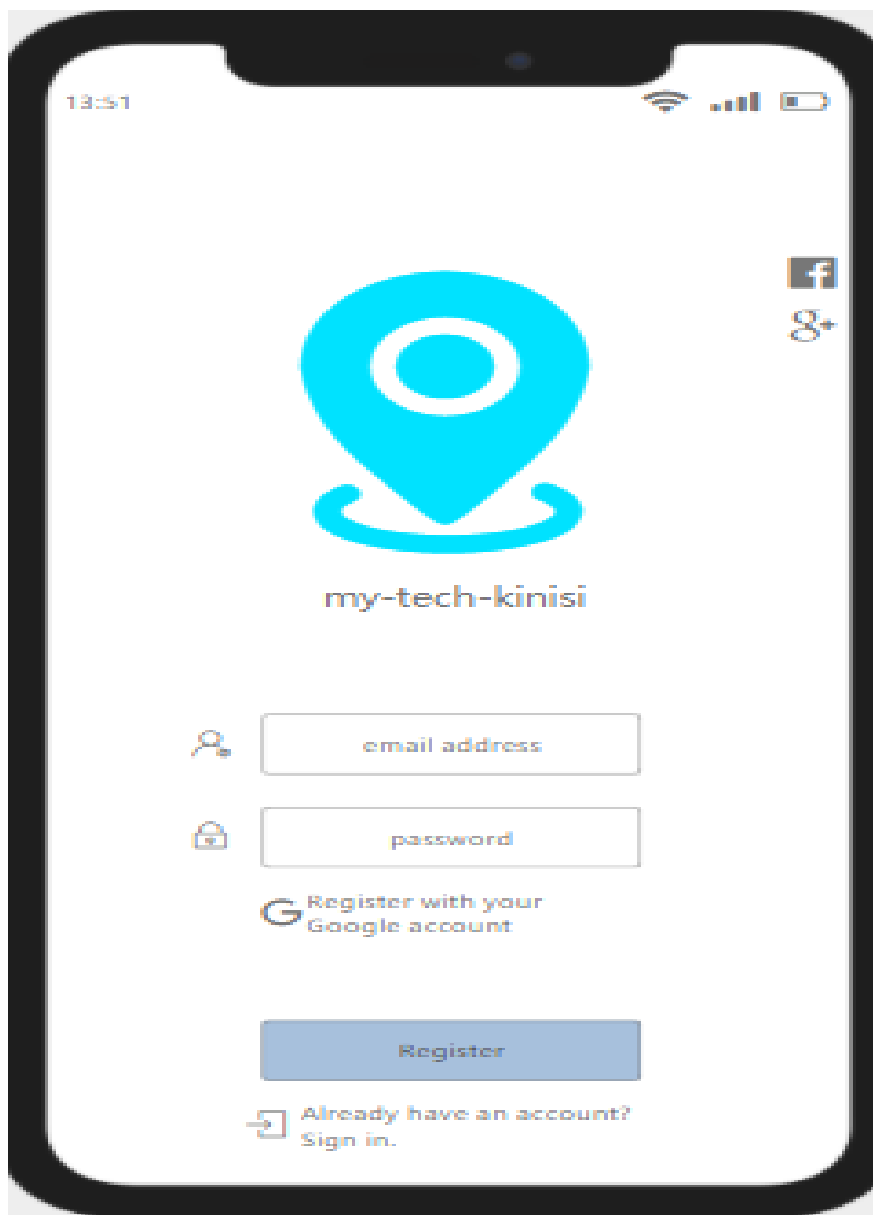 13:51
f
g+
my-tech-kinisi
email address
password
G Register with your
Google account
Register
Already have an account?
Sign in.